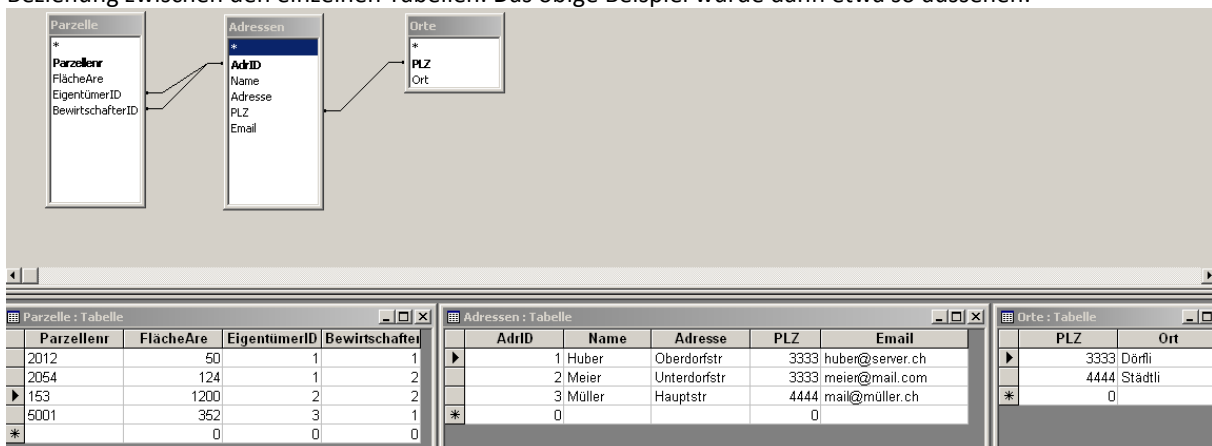 Beziehung zwischen den einzelnen Tabellen. Das obige Beispiel würde dann etwa so aussehen:
Parzelle
*
Parzellenr
FlächeAre
EigentümerID
BewirtschafterID
Adressen
*
AdrID
Name
Adresse
PLZ
Email
Orte
*
PLZ
Ort
Parzelle : Tabelle
Parzellenr FlächeAre EigentümerID Bewirtschafter
2012 50 1 1
2054 124 1 2
153 1200 2 2
5001 352 3 1
* 0 0 0
Adressen : Tabelle
AdrID Name Adresse PLZ Email
1 Huber Oberdorfstr 3333 huber@server.ch
2 Meier Unterdorfstr 3333 meier@mail.com
3 Müller Hauptstr 4444 mail@müller.ch
* 0 0
Orte : Tabelle
PLZ Ort
3333 Dörfli
4444 Städtli
* 0